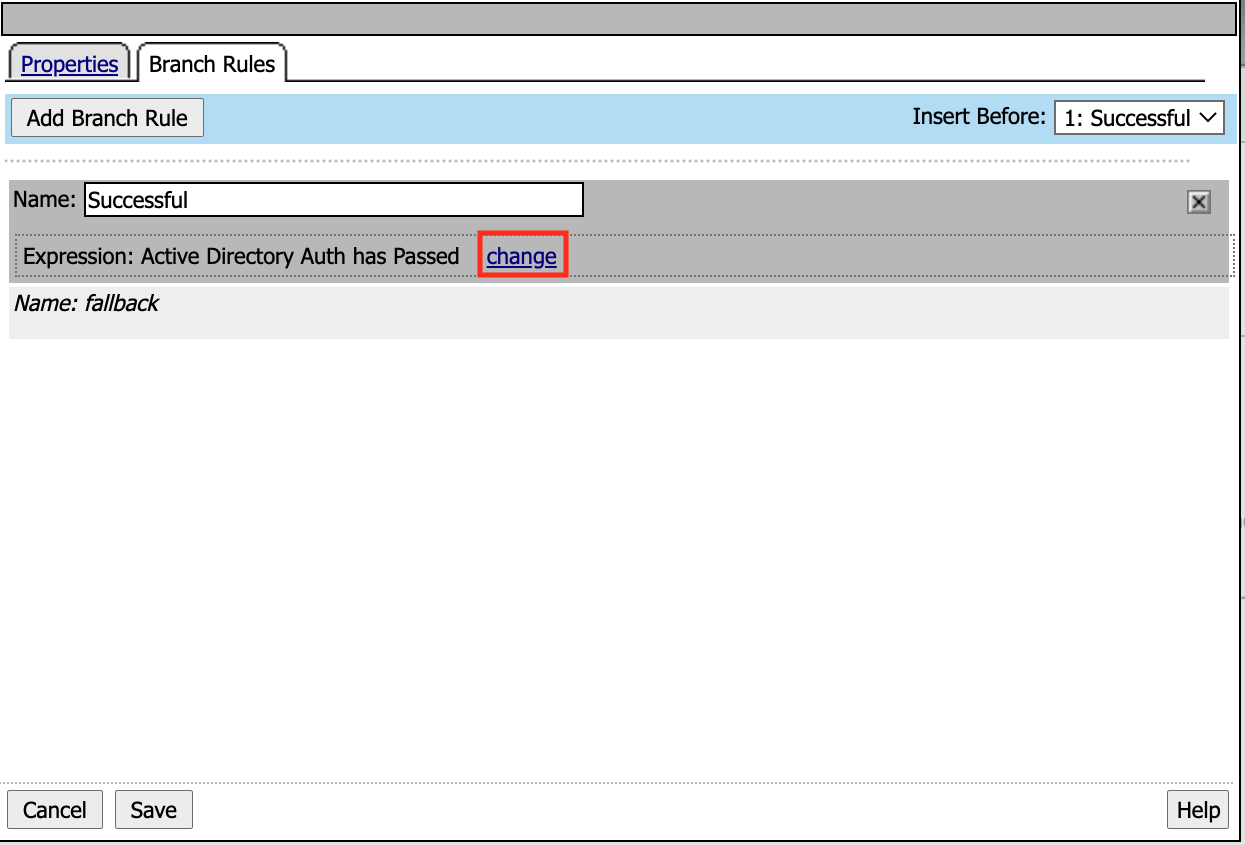 Properties Branch Rules
Add Branch Rule Insert Before: 1: Successful
Name: Successful
Expression: Active Directory Auth has Passed change
Name: fallback
Cancel Save Help